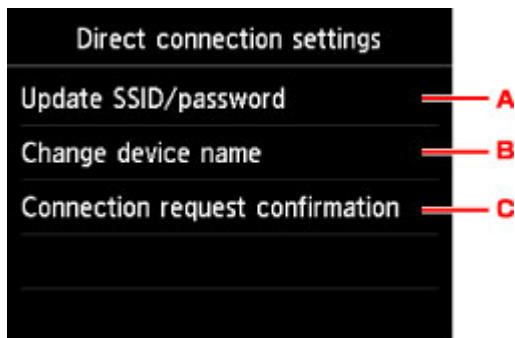 Direct connection settings
Update SSID/password A
Change device name B
Connection request confirmation C